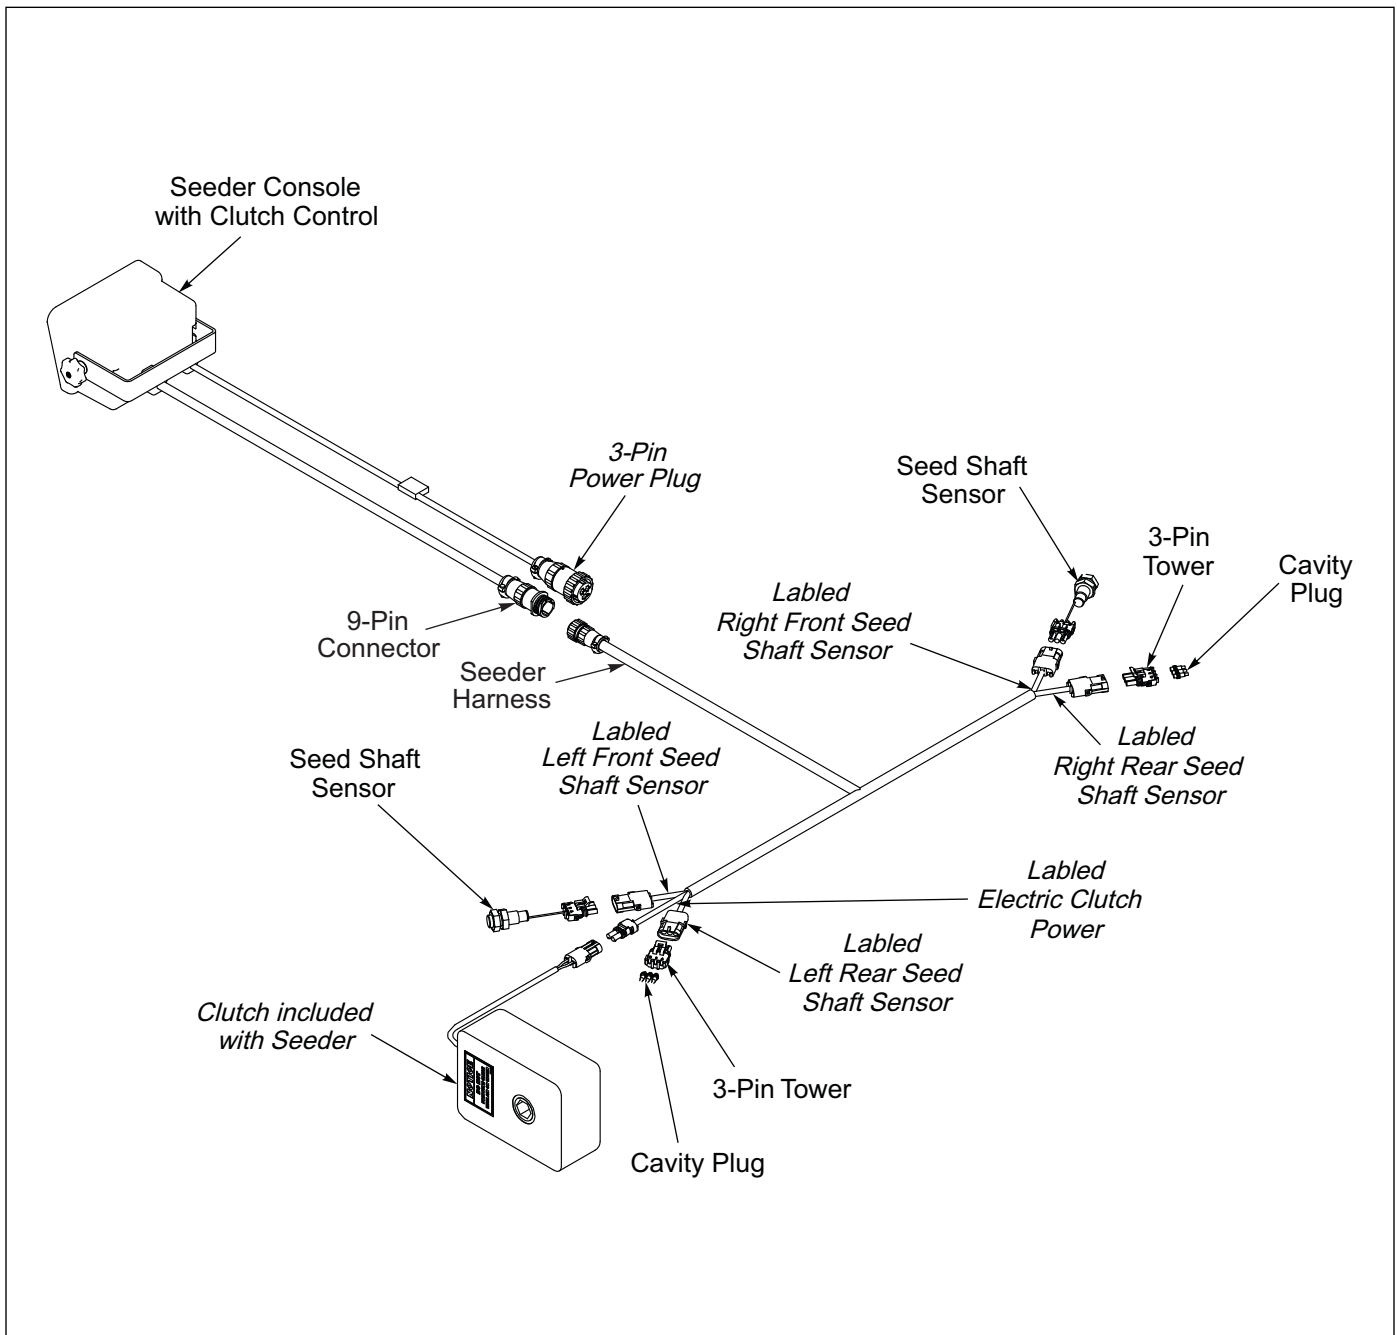 Seeder Console
with Clutch Control
3-Pin
Power Plug
Seed Shaft
Sensor
3-Pin
Tower
Cavity
Plug
Labled
Right Front Seed
Shaft Sensor
9-Pin
Connector
Seeder
Harness
Labled
Right Rear Seed
Shaft Sensor
Labled
Left Front Seed
Shaft Sensor
Seed Shaft
Sensor
Labled
Electric Clutch
Power
Labled
Left Rear Seed
Shaft Sensor
Clutch included
with Seeder
3-Pin Tower
Cavity Plug